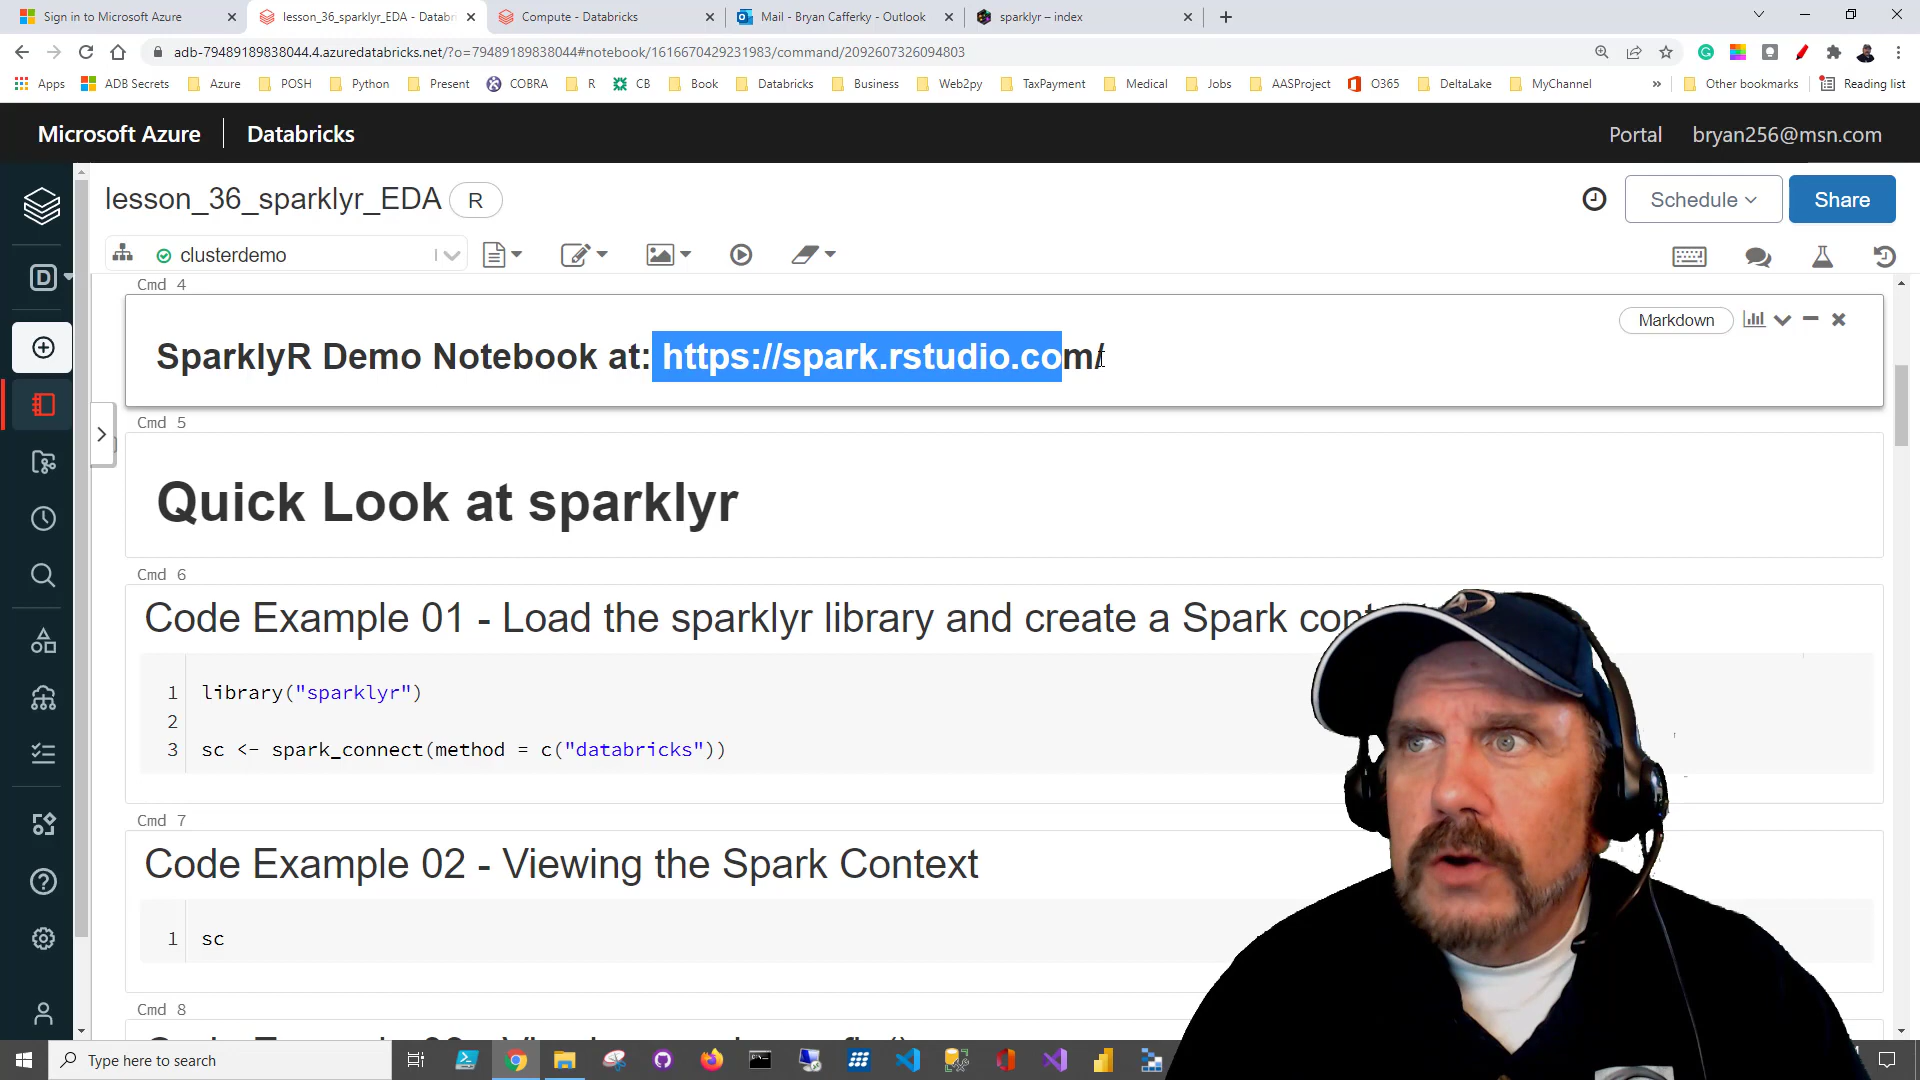 Sign in to Microsoft Azure
lesson_36_sparklyr_EDA - Databr
Compute - Databricks
Mail - Bryan Cafferky - Outlook
sparklyr – index
adb-79489189838044.4.azuredatabricks.net/?o=79489189838044#notebook/1616670429231983/command/2092607326094803
Apps
ADB Secrets
Azure
POSH
Python
Present
COBRA
R
CB
Book
Databricks
Business
Web2py
TaxPayment
Medical
Jobs
AASProject
O365
DeltaLake
MyChannel
»
Other bookmarks
Reading list
Microsoft Azure
Databricks
Portal
bryan256@msn.com
lesson_36_sparklyr_EDA
R
Schedule
Share
D
clusterdemo
Cmd 4
Markdown
SparklyR Demo Notebook at: https://spark.rstudio.com/
Cmd 5
Quick Look at sparklyr
Cmd 6
Code Example 01 - Load the sparklyr library and create a Spark con
1 library("sparklyr")
2
3 sc <- spark_connect(method = c("databricks"))
Cmd 7
Code Example 02 - Viewing the Spark Context
1 sc
Cmd 8
Type here to search